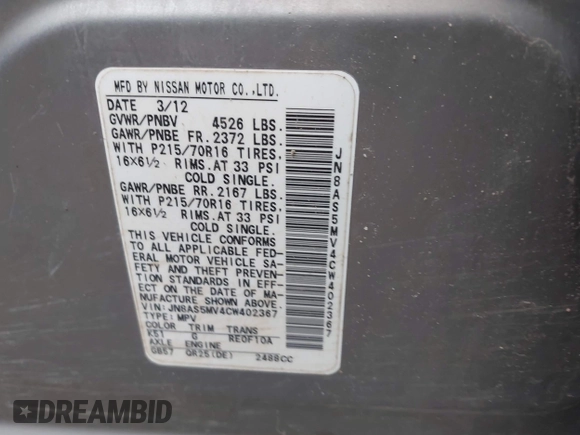 MFD BY NISSAN MOTOR CO.,LTD.
DATE 3/12
GVWR/PNBV 4526 LBS.
GAWR/PNBE FR. 2372 LBS.
WITH P215/70R16 TIRES,
16X6½ RIMS.AT 33 PSI
COLD SINGLE.
GAWR/PNBE RR. 2167 LBS.
WITH P215/70R16 TIRES,
16X6½ RIMS.AT 33 PSI
COLD SINGLE.
THIS VEHICLE CONFORMS
TO ALL APPLICABLE FED-
ERAL MOTOR VEHICLE SA-
FETY AND THEFT PREVEN-
TION STANDARDS IN EFF-
ECT ON THE DATE OF MA-
NUFACTURE SHOWN ABOVE.
VIN: JN8AS5MV4CW402367
TYPE: MPV
COLOR TRIM TRANS
K51 G RE0F10A
AXLE ENGINE
GB57 QR25(DE) 2488CC
JN8AS5MV4CW402367
DREAMBID